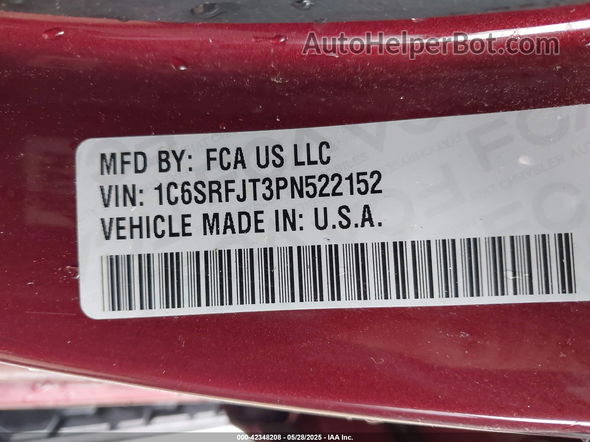 AutoHelperBot.com
MFD BY: FCA US LLC
VIN: 1C6SRFJT3PN522152
VEHICLE MADE IN: U.S.A.
000-42348208 - 05/28/2025 - IAA Inc.